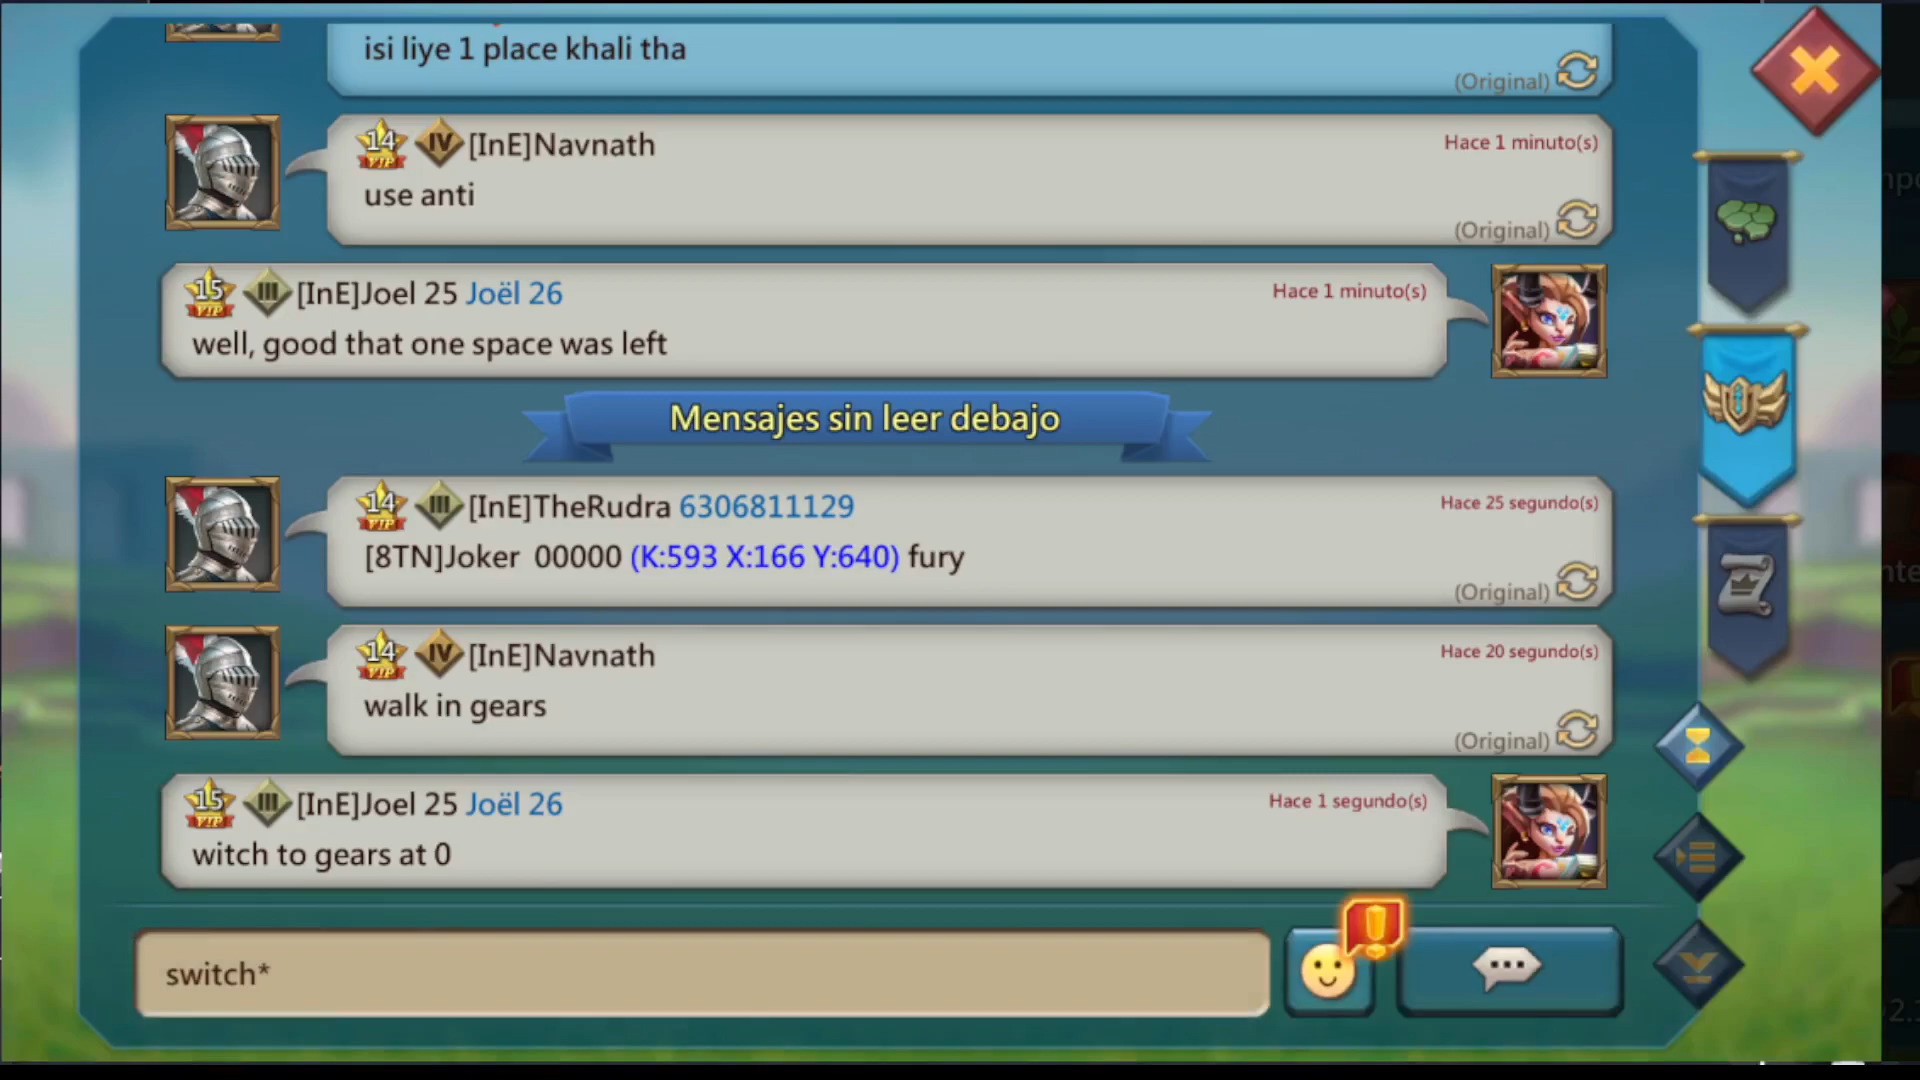 isi liye 1 place khali tha
(Original)
14 VIP IV [InE]Navnath Hace 1 minuto(s)
use anti
(Original)
15 VIP III [InE]Joel 25 Joël 26 Hace 1 minuto(s)
well, good that one space was left
Mensajes sin leer debajo
14 VIP III [InE]TheRudra 6306811129 Hace 25 segundo(s)
[8TN]Joker 00000 (K:593 X:166 Y:640) fury
(Original)
14 VIP IV [InE]Navnath Hace 20 segundo(s)
walk in gears
(Original)
15 VIP III [InE]Joel 25 Joël 26 Hace 1 segundo(s)
witch to gears at 0
switch*